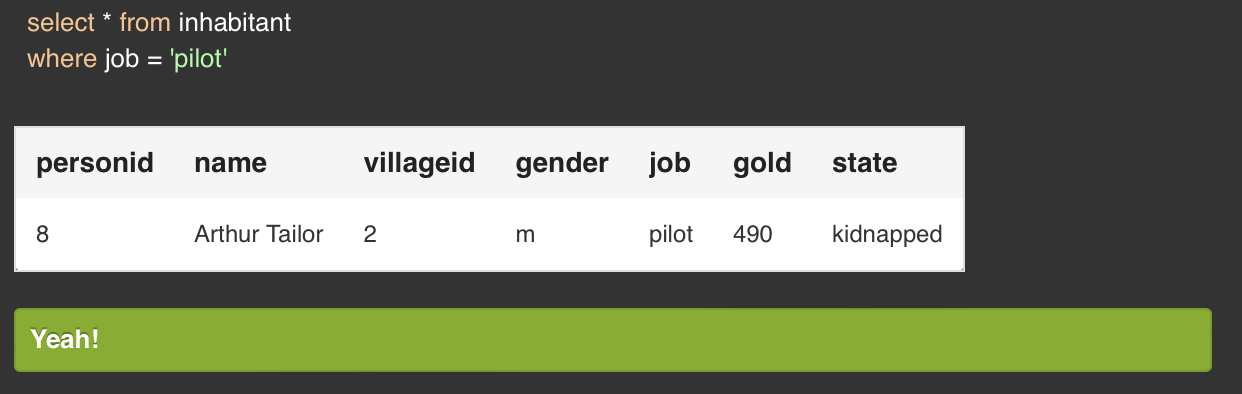 select * from inhabitant
where job = 'pilot'
personid name villageid gender job gold state
8 Arthur Tailor 2 m pilot 490 kidnapped
Yeah!